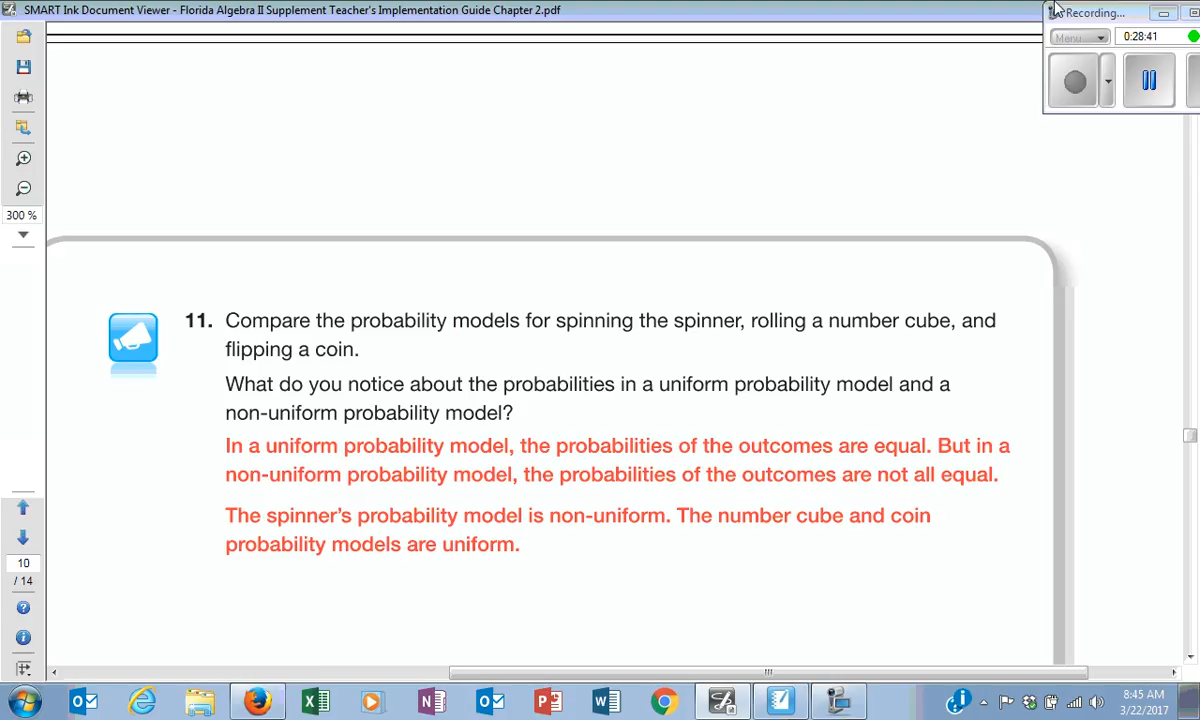 SMART Ink Document Viewer - Florida Algebra II Supplement Teacher's Implementation Guide Chapter 2.pdf
Recording...
Menu
0:28:41
300 %
11. Compare the probability models for spinning the spinner, rolling a number cube, and
flipping a coin.
What do you notice about the probabilities in a uniform probability model and a
non-uniform probability model?
In a uniform probability model, the probabilities of the outcomes are equal. But in a
non-uniform probability model, the probabilities of the outcomes are not all equal.
The spinner's probability model is non-uniform. The number cube and coin
probability models are uniform.
10
/ 14
8:45 AM
3/22/2017